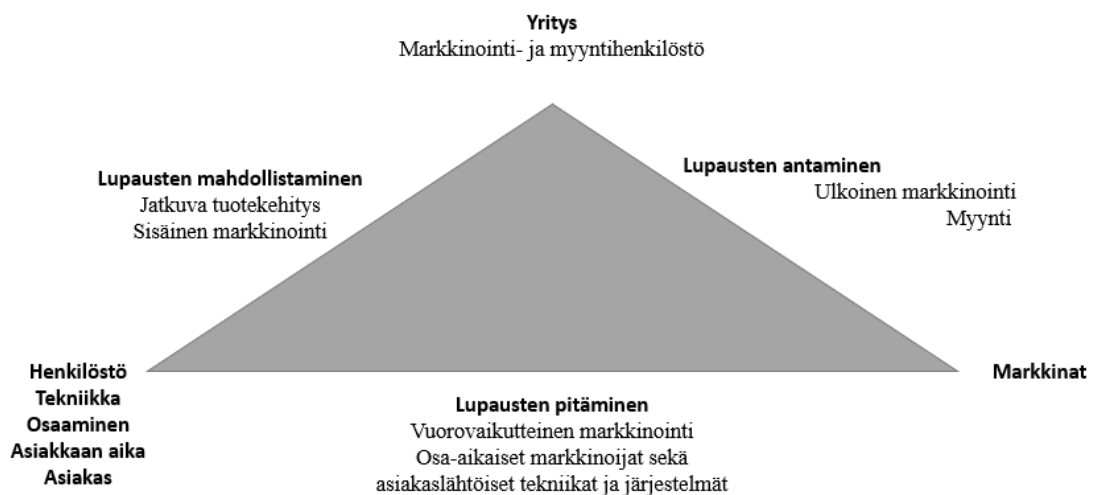 Yritys
Markkinointi- ja myyntihenkilöstö
Lupausten mahdollistaminen
Jatkuva tuotekehitys
Sisäinen markkinointi
Lupausten antaminen
Ulkoinen markkinointi
Myynti
Henkilöstö
Tekniikka
Osaaminen
Asiakkaan aika
Asiakas
Lupausten pitäminen
Vuorovaikutteinen markkinointi
Osa-aikaiset markkinoijat sekä
asiakaslähtöiset tekniikat ja järjestelmät
Markkinat